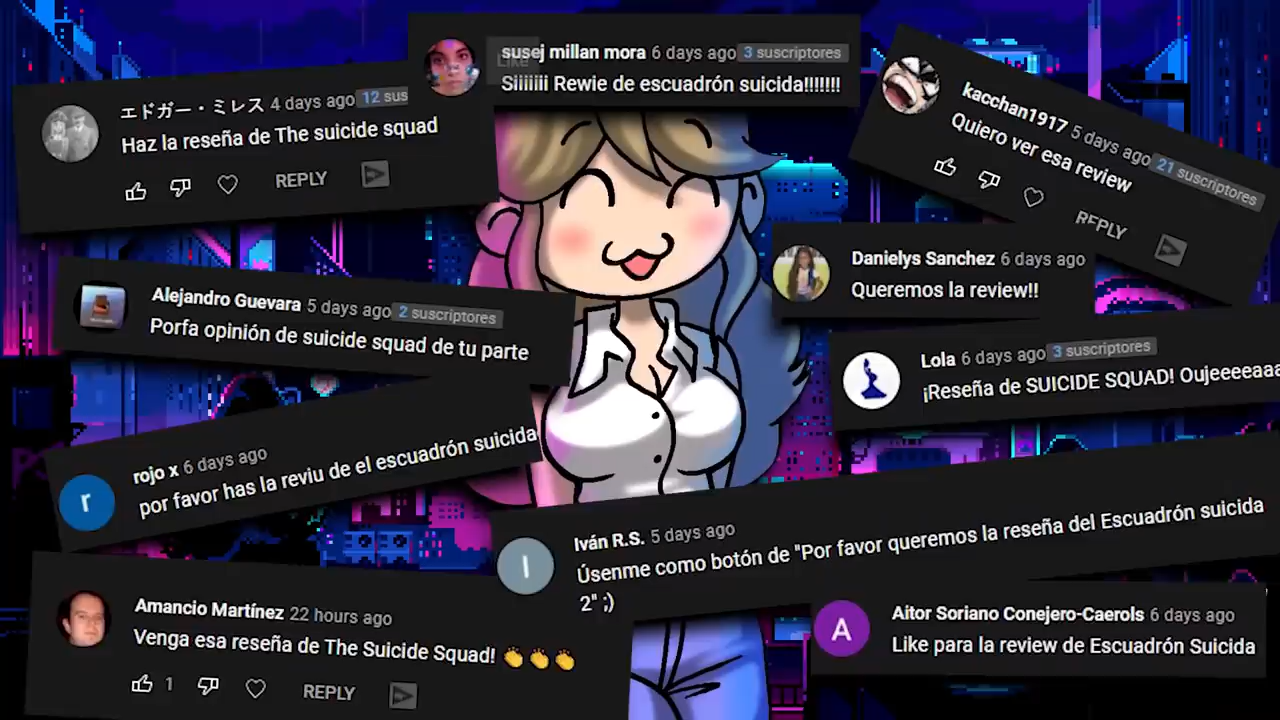 susej millan mora 6 days ago 3 suscriptores
Siiiiiii Rewie de escuadrón suicida!!!!!!!
エドガー・ミレス 4 days ago 12 sus
Haz la reseña de The suicide squad
REPLY
kacchan1917 5 days ago 21 suscriptores
Quiero ver esa review
REPLY
Danielys Sanchez 6 days ago
Queremos la review!!
Alejandro Guevara 5 days ago 2 suscriptores
Porfa opinión de suicide squad de tu parte
Lola 6 days ago 3 suscriptores
¡Reseña de SUICIDE SQUAD! Oujeeeeaaa
r
rojo x 6 days ago
por favor has la reviu de el escuadrón suicida
I
Iván R.S. 5 days ago
Úsenme como botón de "Por favor queremos la reseña del Escuadrón suicida
2" ;)
Amancio Martínez 22 hours ago
Venga esa reseña de The Suicide Squad! 👏👏👏
1 REPLY
A
Aitor Soriano Conejero-Caerols 6 days ago
Like para la review de Escuadrón Suicida